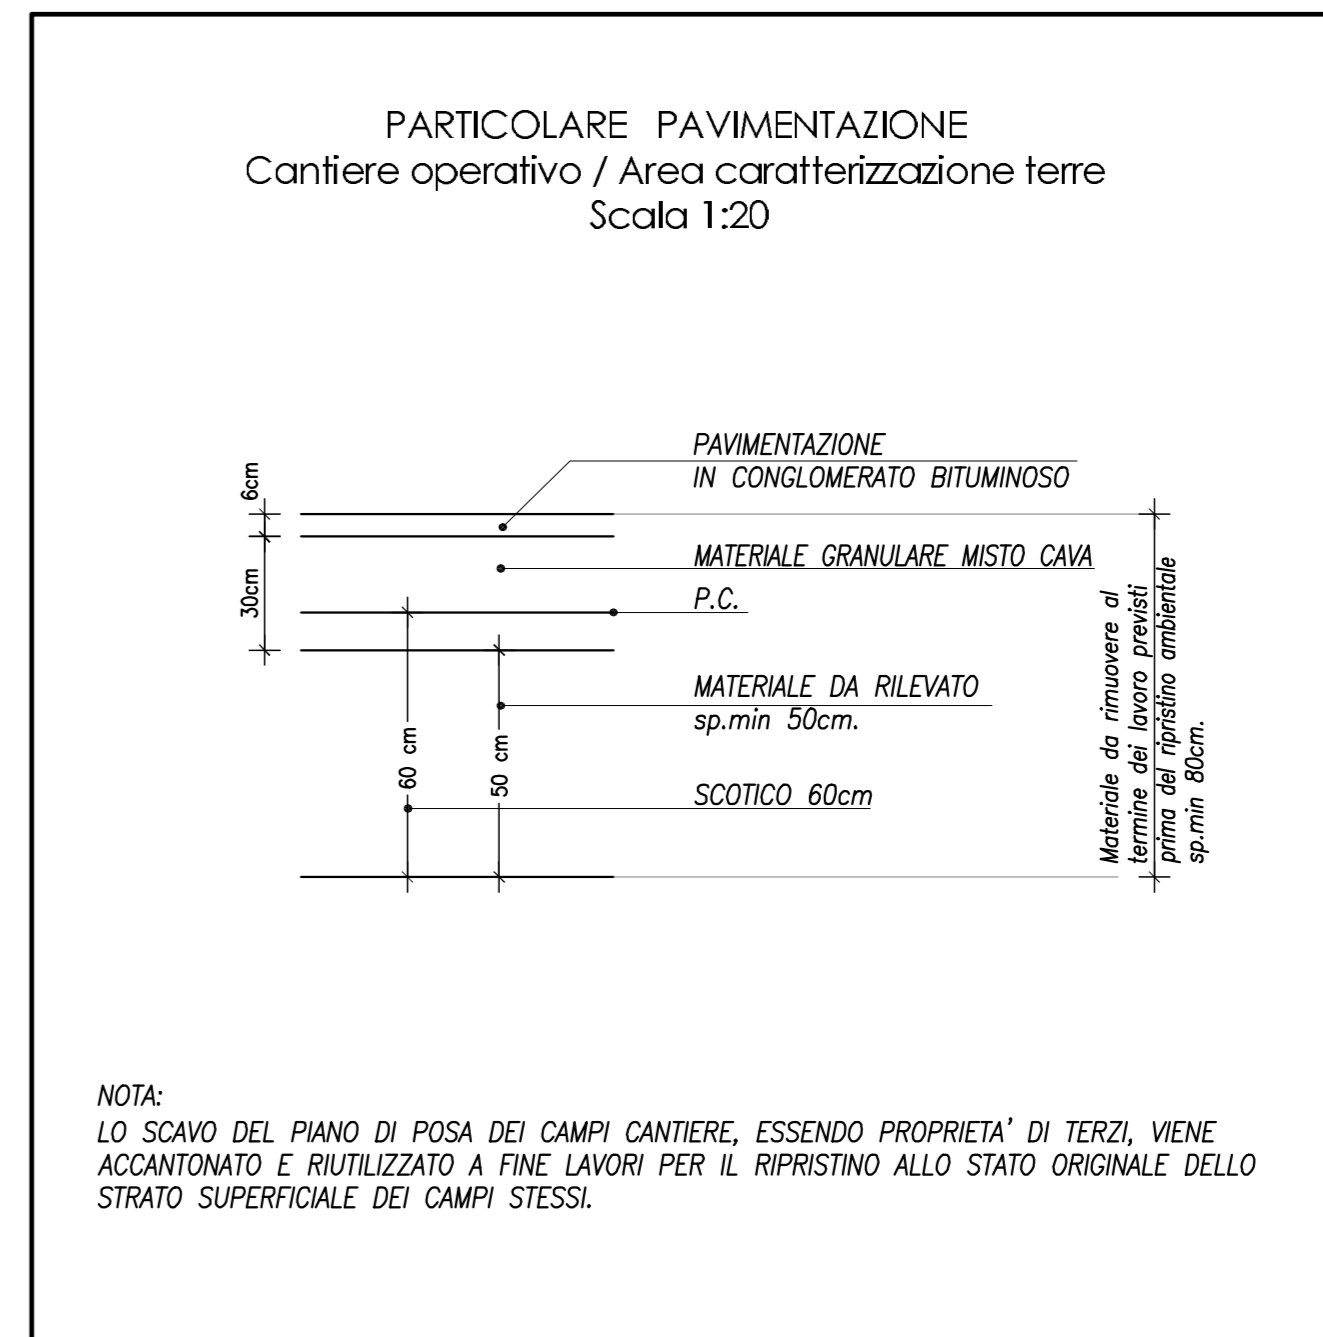 PARTICOLARE PAVIMENTAZIONE
Cantiere operativo / Area caratterizzazione terre
Scala 1:20
PAVIMENTAZIONE
IN CONGLOMERATO BITUMINOSO
6cm
MATERIALE GRANULARE MISTO CAVA
30cm
P.C.
MATERIALE DA RILEVATO
sp.min 50cm.
60 cm
50 cm
SCOTICO 60cm
Materiale da rimuovere al
termine dei lavoro previsti
prima del ripristino ambientale
sp.min 80cm.
NOTA:
LO SCAVO DEL PIANO DI POSA DEI CAMPI CANTIERE, ESSENDO PROPRIETA' DI TERZI, VIENE
ACCANTONATO E RIUTILIZZATO A FINE LAVORI PER IL RIPRISTINO ALLO STATO ORIGINALE DELLO
STRATO SUPERFICIALE DEI CAMPI STESSI.